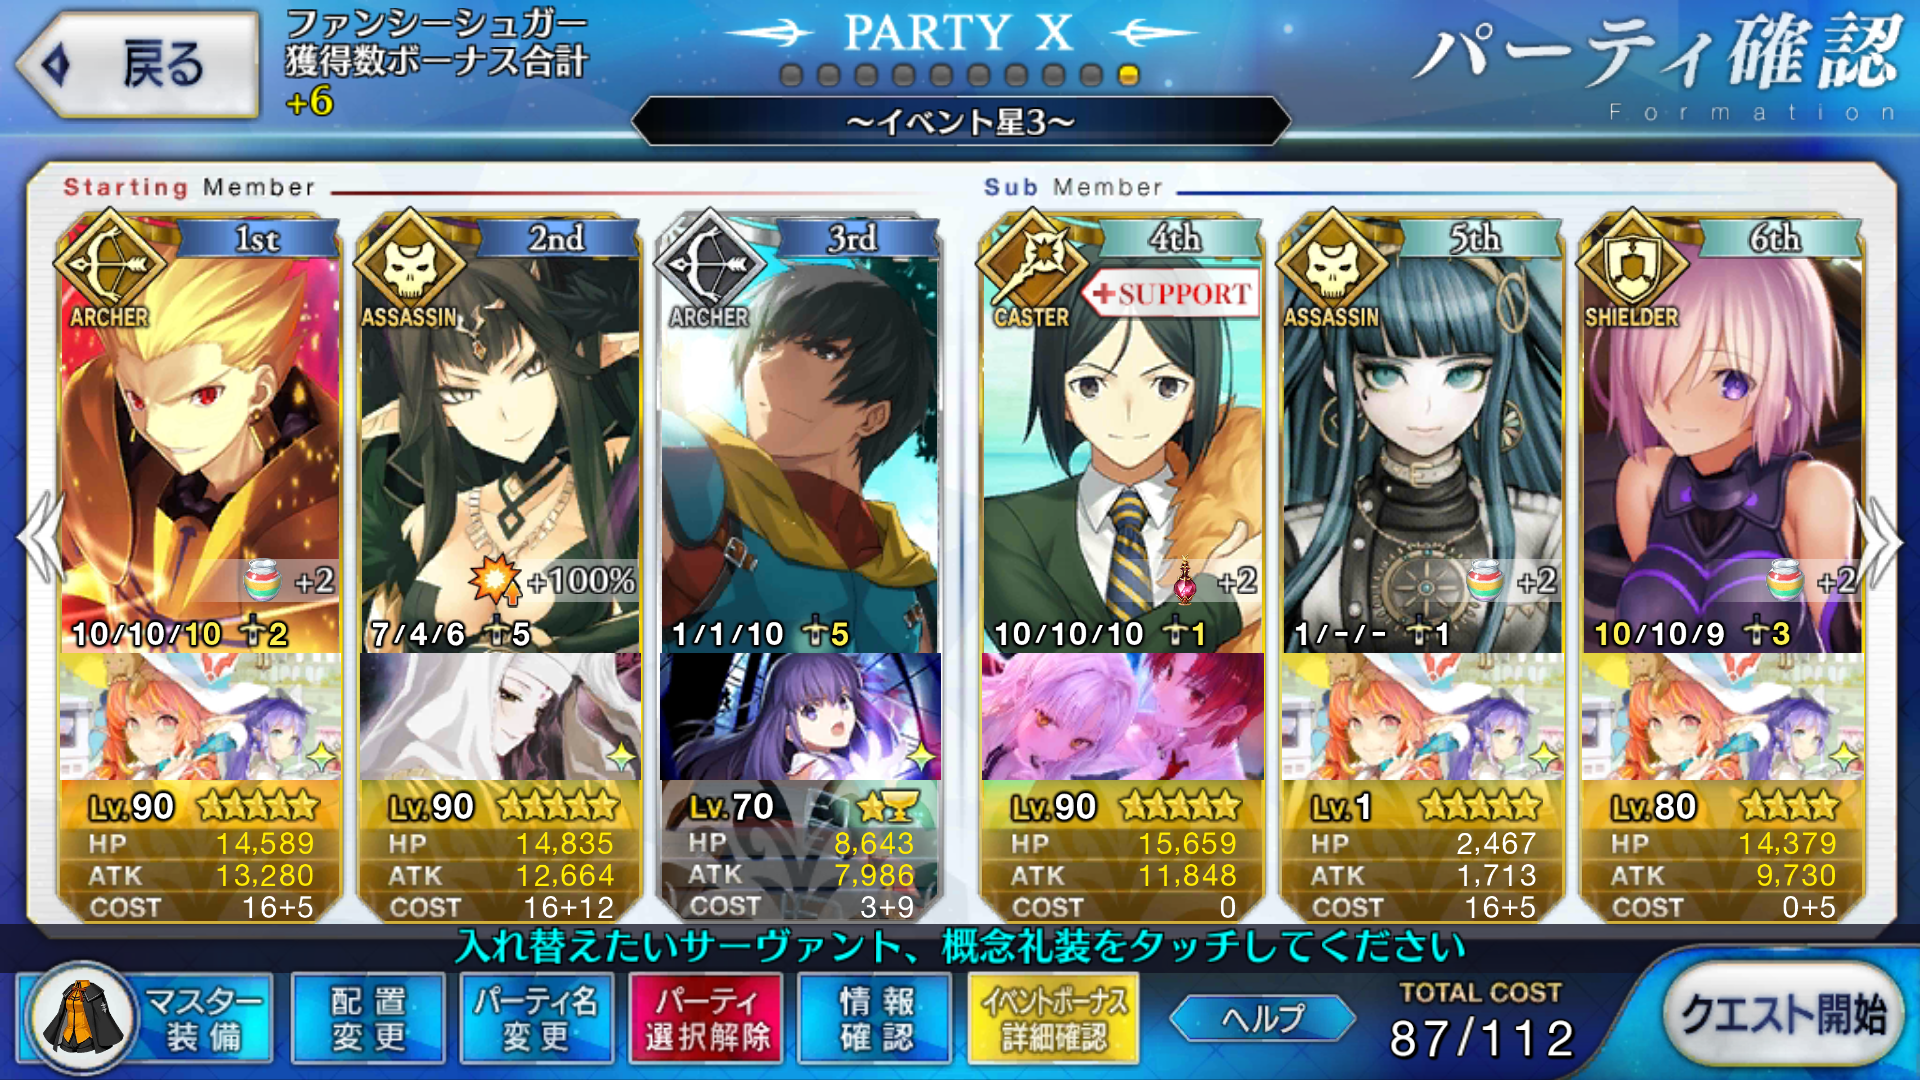 戻る
ファンシーシュガー
獲得数ボーナス合計
+6
PARTY X
～イベント星3～
パーティ確認
Formation
Starting Member
Sub Member
1st
2nd
3rd
4th
5th
6th
ARCHER
ASSASSIN
ARCHER
CASTER
+SUPPORT
ASSASSIN
SHIELDER
+2
+100%
+2
+2
+2
10/10/10 2
7/4/6 5
1/1/10 5
10/10/10 1
1/-/- 1
10/10/9 3
Lv.90
Lv.90
Lv.70
Lv.90
Lv.1
Lv.80
HP 14,589
HP 14,835
HP 8,643
HP 15,659
HP 2,467
HP 14,379
ATK 13,280
ATK 12,664
ATK 7,986
ATK 11,848
ATK 1,713
ATK 9,730
COST 16+5
COST 16+12
COST 3+9
COST 0
COST 16+5
COST 0+5
入れ替えたいサーヴァント、概念礼装をタッチしてください
マスター
装備
配置
変更
パーティ名
変更
パーティ
選択解除
情報
確認
イベントボーナス
詳細確認
ヘルプ
TOTAL COST
87/112
クエスト開始